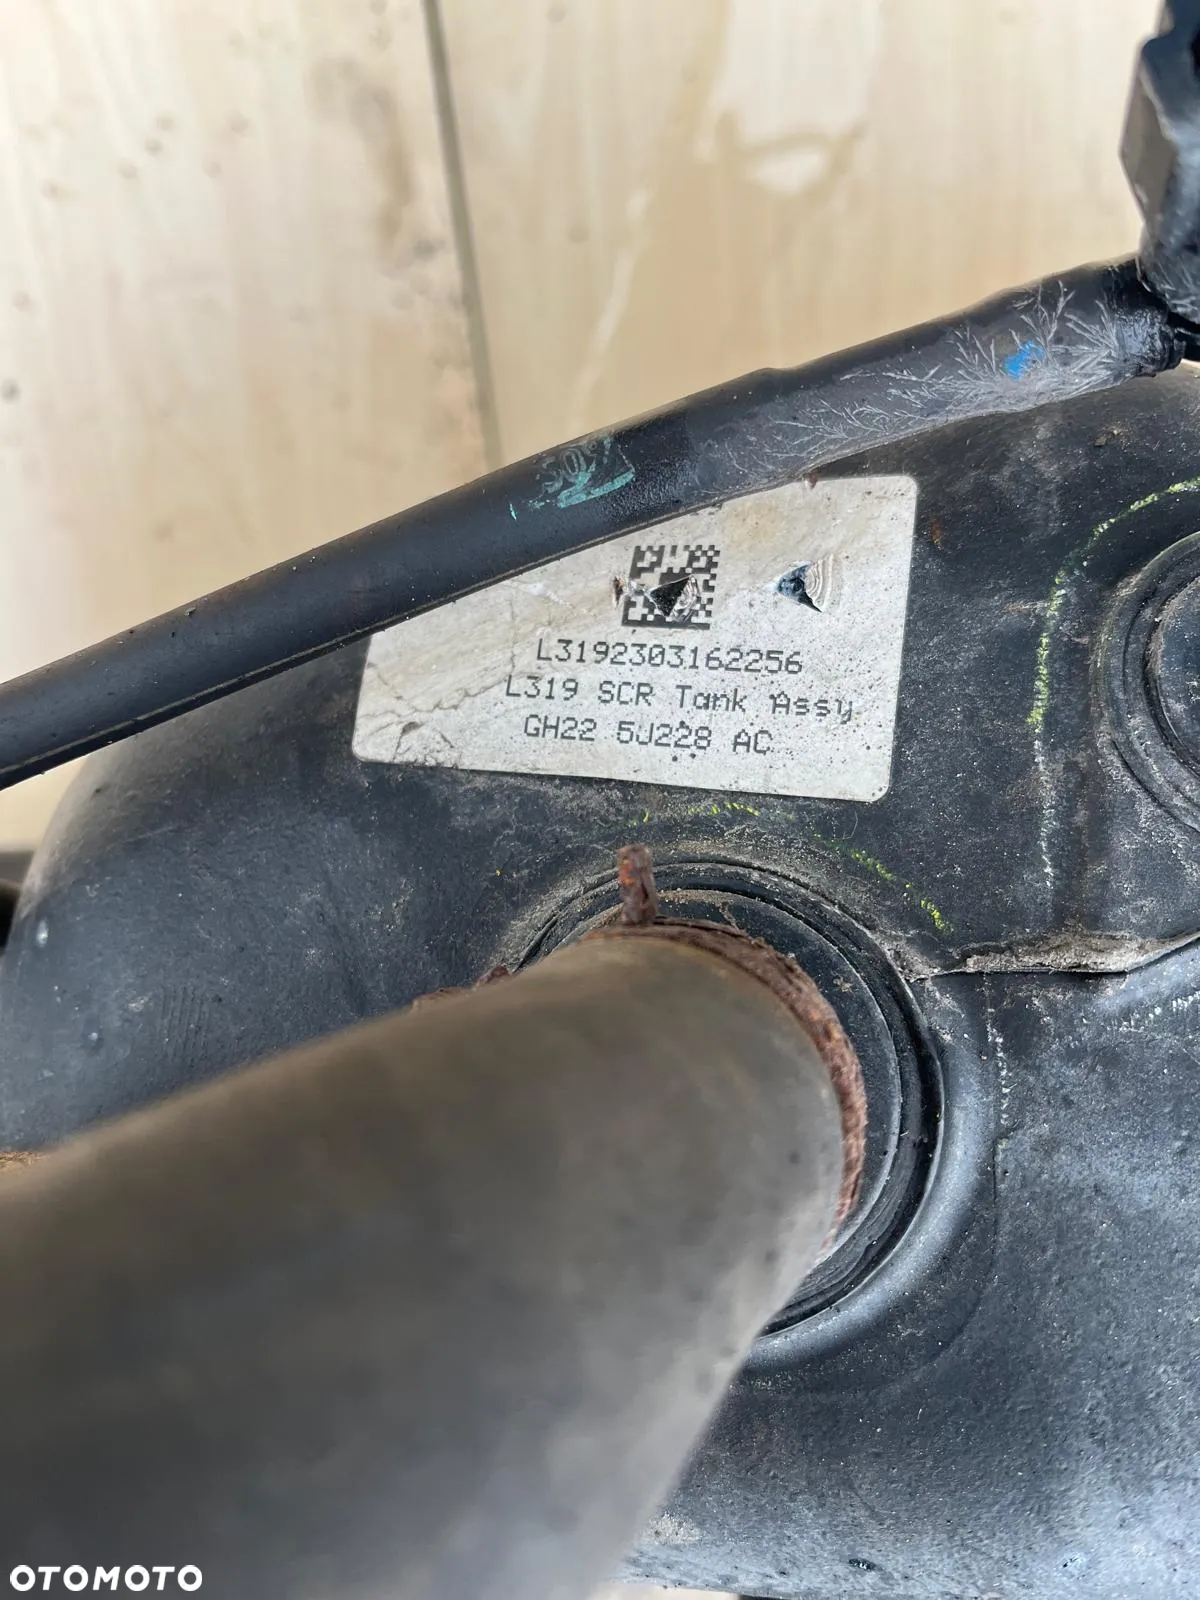 L3192303162256
L319 SCR Tank Assy
GH22 5J228 AC
OTOMOTO